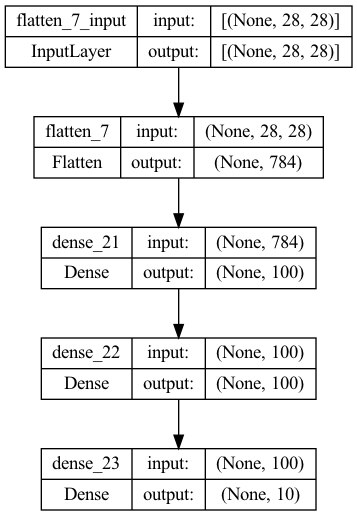 flatten_7_input input: [(None, 28, 28)]
InputLayer output: [(None, 28, 28)]
flatten_7 input: (None, 28, 28)
Flatten output: (None, 784)
dense_21 input: (None, 784)
Dense output: (None, 100)
dense_22 input: (None, 100)
Dense output: (None, 100)
dense_23 input: (None, 100)
Dense output: (None, 10)